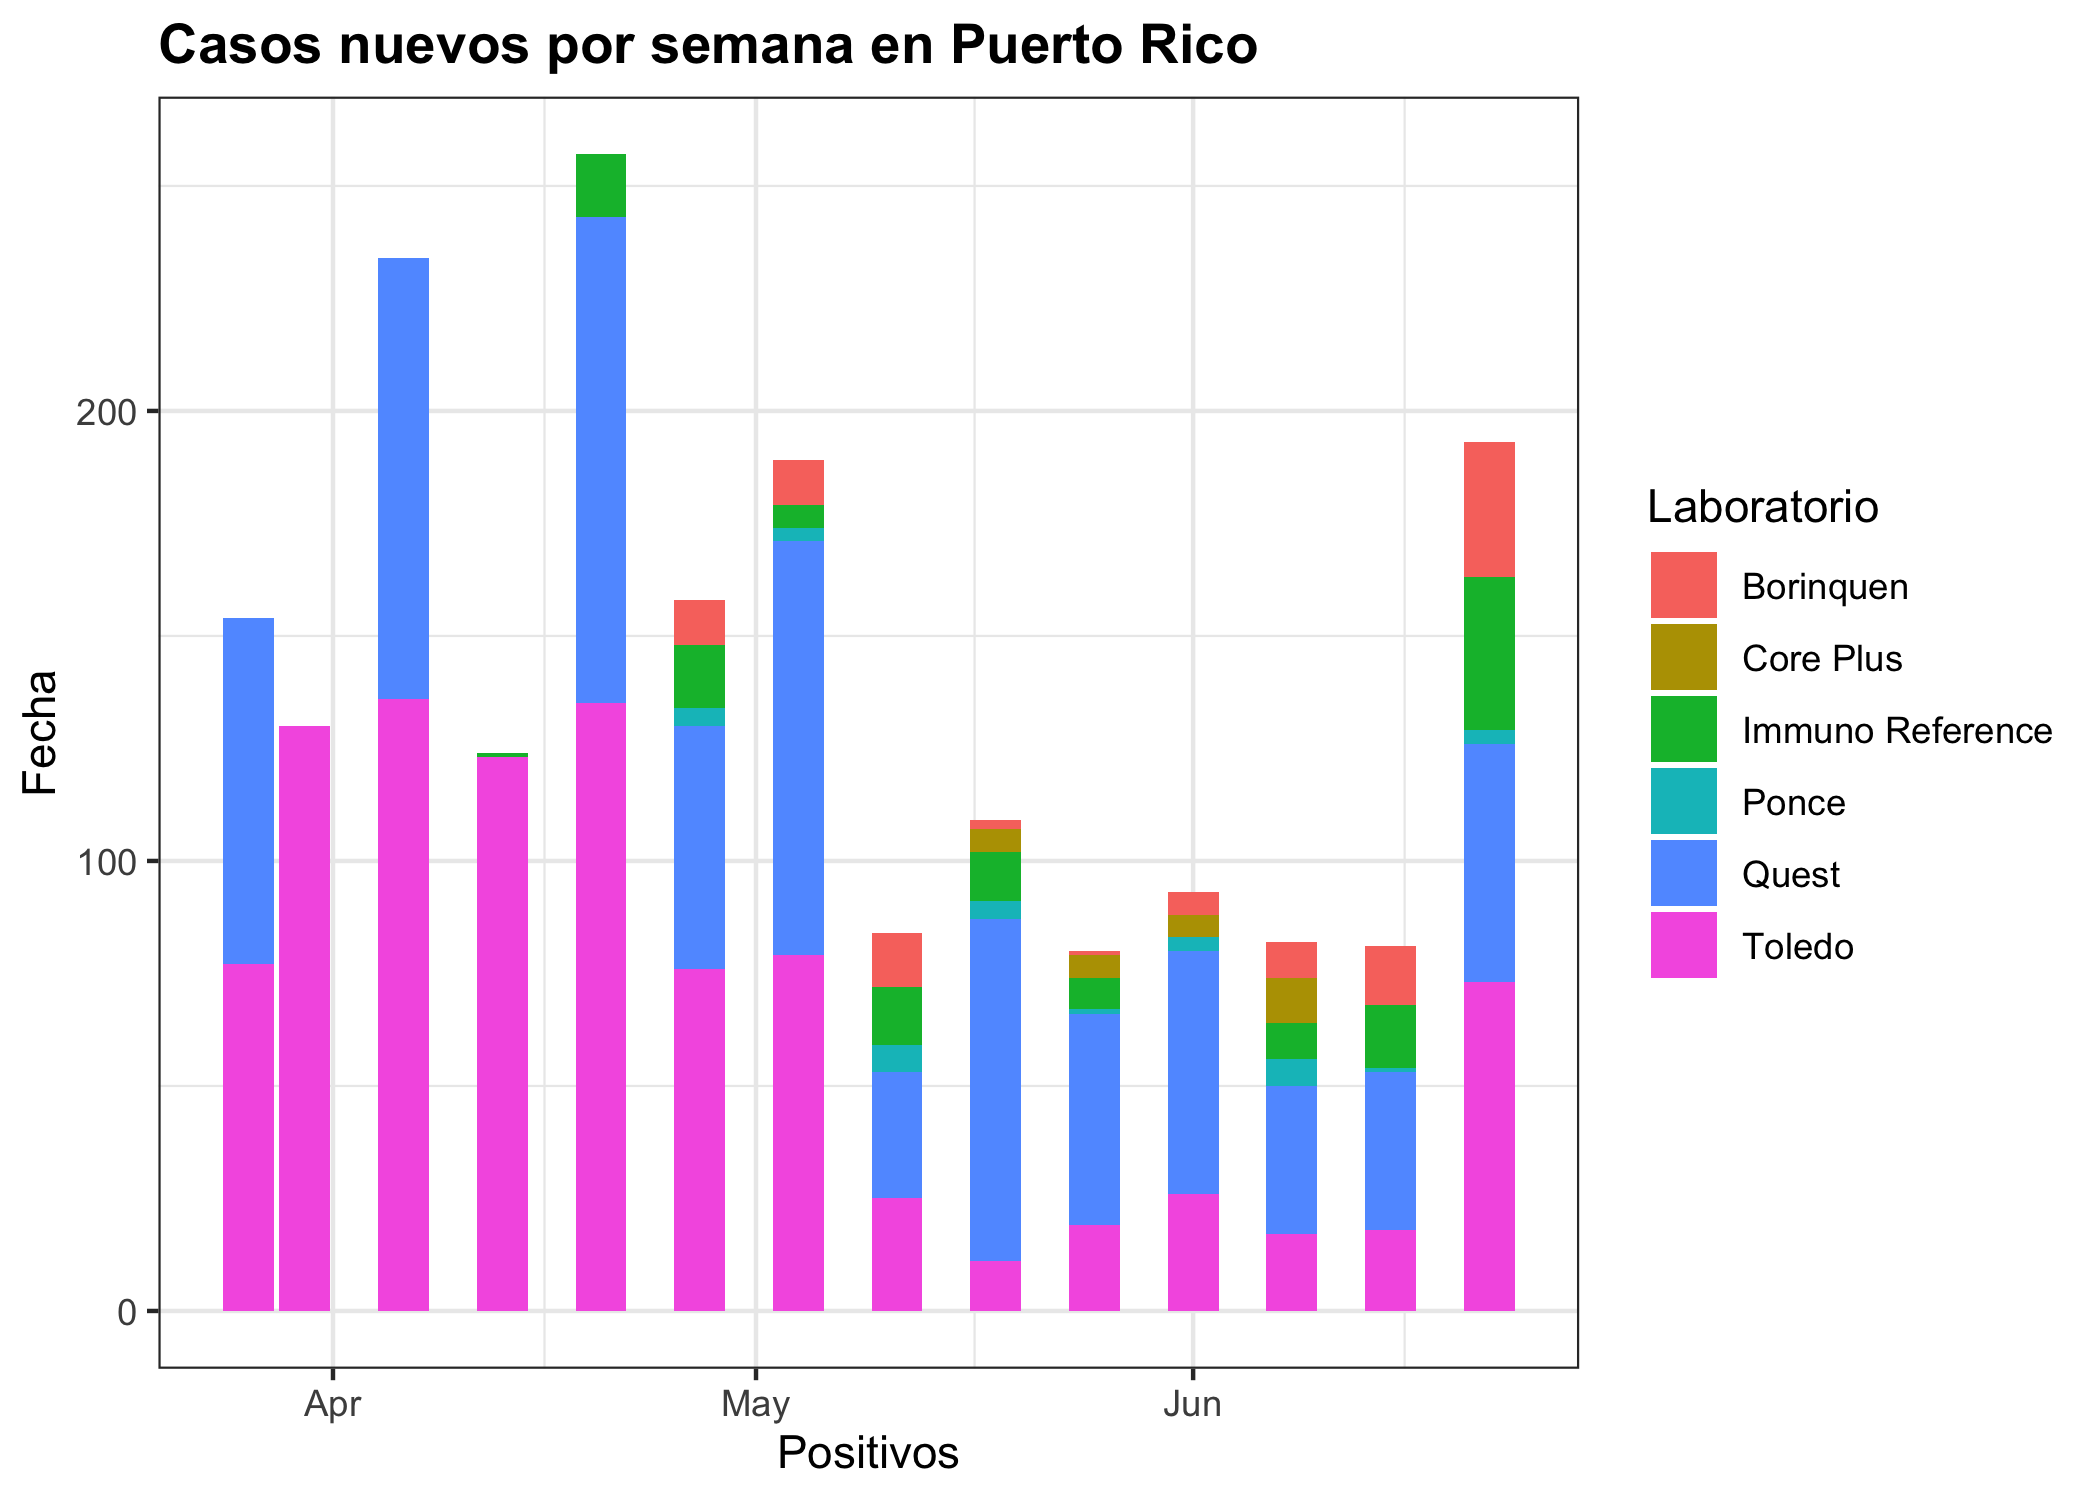 Casos nuevos por semana en Puerto Rico
Fecha
200
100
0
Apr
May
Jun
Positivos
Laboratorio
Borinquen
Core Plus
Immuno Reference
Ponce
Quest
Toledo